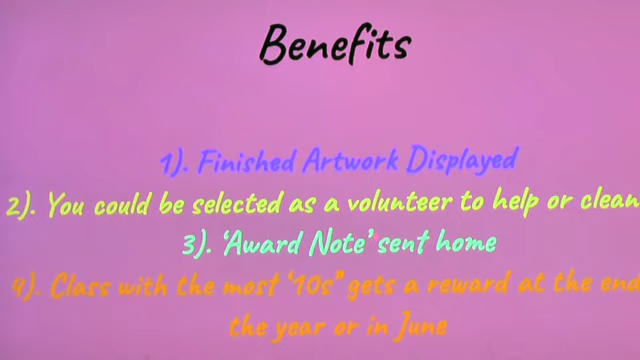 Benefits
1). Finished Artwork Displayed
2). You could be selected as a volunteer to help or clean
3). 'Award Note' sent home
4). Class with the most '10s" gets a reward at the end
the year or in June